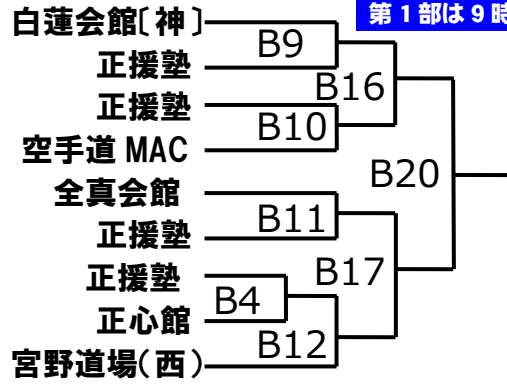 第１部は９時
白蓮会館〔神〕
B9
正援塾
B16
正援塾
B10
空手道 MAC
B20
全真会館
B11
正援塾
B17
正援塾
B4
正心館
B12
宮野道場(西)